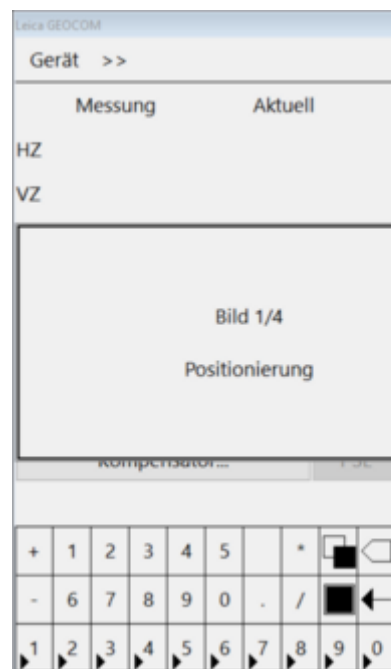 Leica GEOCOM
Gerät >>
Messung Aktuell
HZ
VZ
Bild 1/4
Positionierung
Kompensator...
+ 1 2 3 4 5 *
- 6 7 8 9 0 . /
1 2 3 4 5 6 7 8 9 0